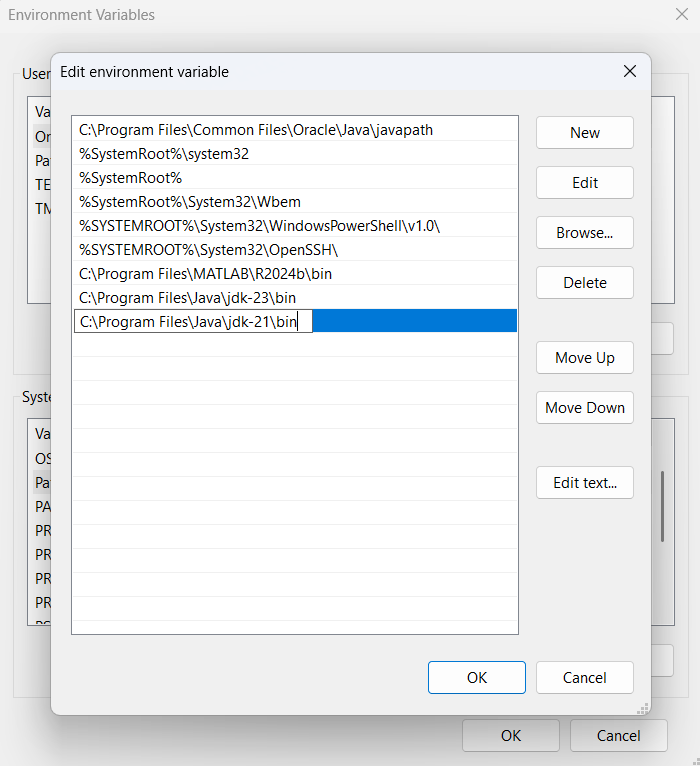 Environment Variables
User
Edit environment variable
Va
Or
Pa
TE
TM
C:\Program Files\Common Files\Oracle\Java\javapath
%SystemRoot%\system32
%SystemRoot%
%SystemRoot%\System32\Wbem
%SYSTEMROOT%\System32\WindowsPowerShell\v1.0\
%SYSTEMROOT%\System32\OpenSSH\
C:\Program Files\MATLAB\R2024b\bin
C:\Program Files\Java\jdk-23\bin
C:\Program Files\Java\jdk-21\bin
New
Edit
Browse...
Delete
Move Up
Move Down
Edit text...
Syste
Va
OS
Pa
PA
PR
PR
PR
PR
OK
Cancel
OK
Cancel